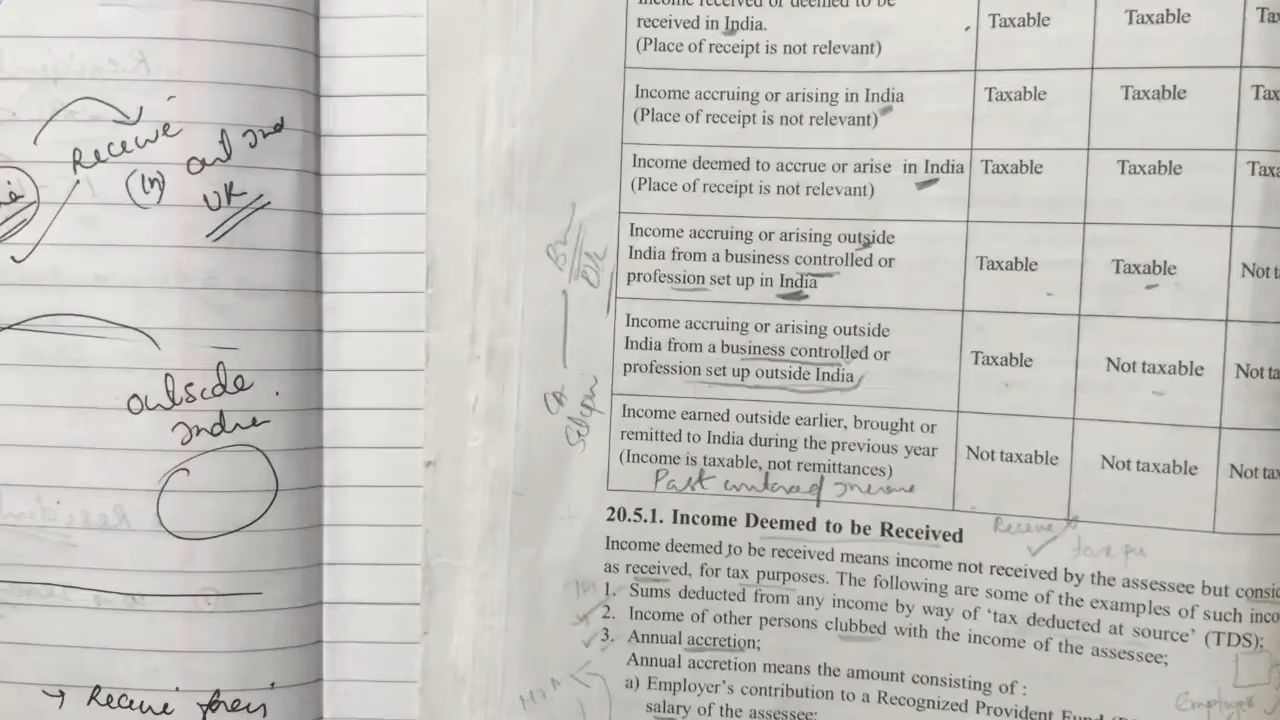 Receive
(in) out Ind
UK
outside.
India
→ Receive
received in India.
(Place of receipt is not relevant)
Taxable
Taxable
Income accruing or arising in India
(Place of receipt is not relevant)
Taxable
Taxable
Income deemed to accrue or arise in India
(Place of receipt is not relevant)
Taxable
Taxable
Income accruing or arising outside
India from a business controlled or
profession set up in India
Taxable
Taxable
Income accruing or arising outside
India from a business controlled or
profession set up outside India
Taxable
Not taxable
Income earned outside earlier, brought or
remitted to India during the previous year
(Income is taxable, not remittances)
Past
Not taxable
Not taxable
20.5.1. Income Deemed to be Received
Receive
Income deemed to be received means income not received by the assessee but
as received, for tax purposes. The following are some of the examples of such
1. Sums deducted from any income by way of 'tax deducted at source' (TDS);
2. Income of other persons clubbed with the income of the assessee;
3. Annual accretion;
Annual accretion means the amount consisting of :
a) Employer's contribution to a Recognized Provident
salary of the assessee;